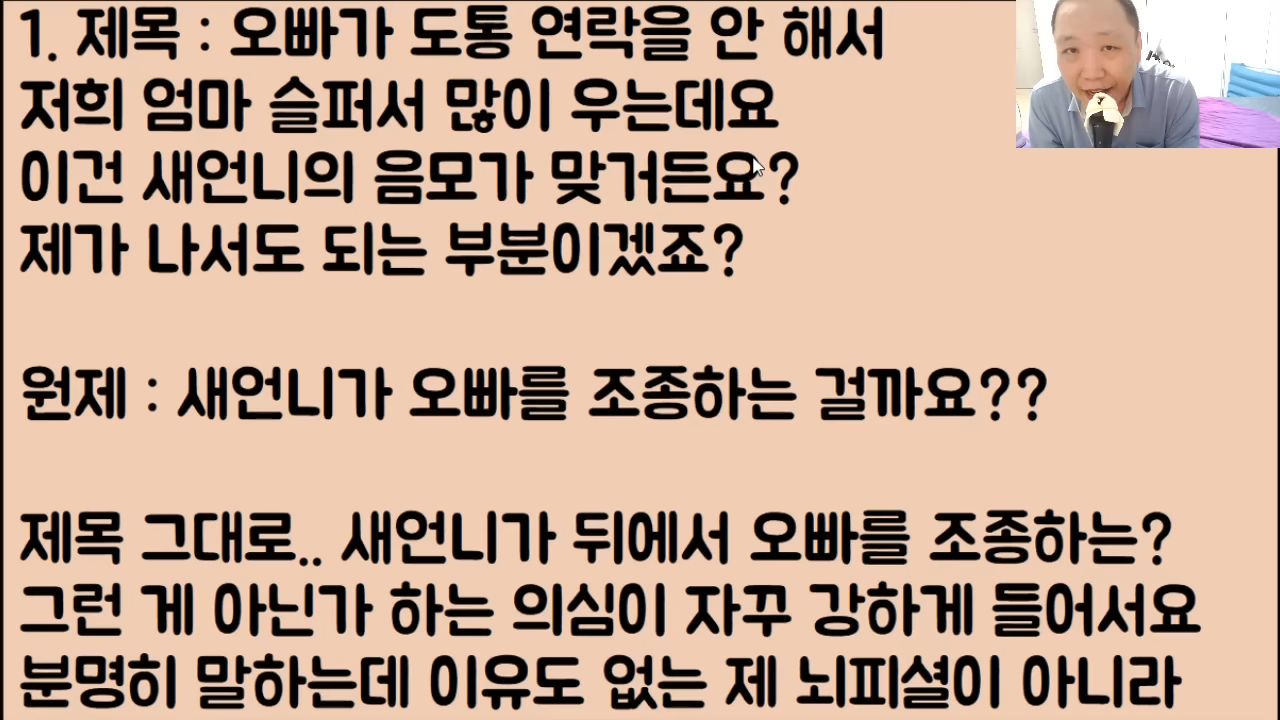 1. 제목 : 오빠가 도통 연락을 안 해서
저희 엄마 슬퍼서 많이 우는데요
이건 새언니의 음모가 맞거든요?
제가 나서도 되는 부분이겠죠?
원제 : 새언니가 오빠를 조종하는 걸까요??
제목 그대로.. 새언니가 뒤에서 오빠를 조종하는?
그런 게 아닌가 하는 의심이 자꾸 강하게 들어서요
분명히 말하는데 이유도 없는 제 뇌피셜이 아니라